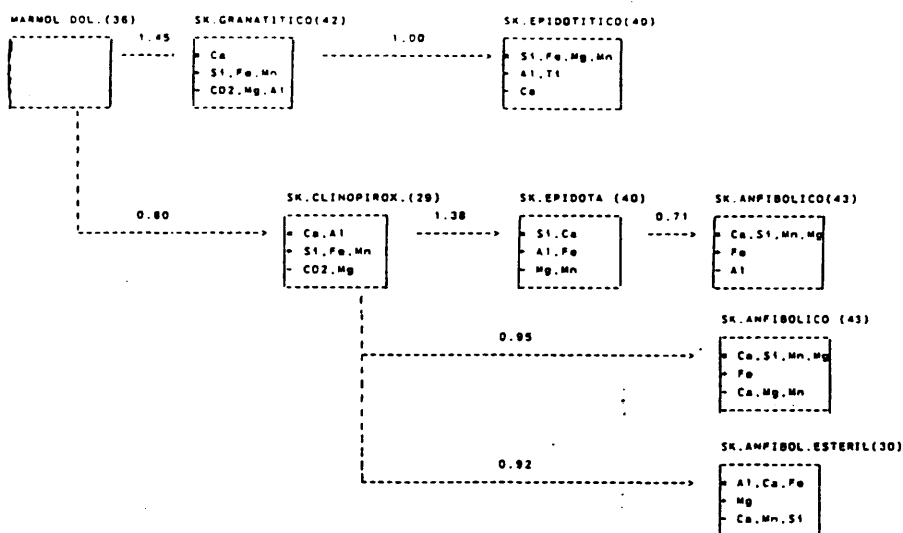 MARMOL DOL.(36)
SK.GRANATITICO(42)
SK.EPIDOTITICO(40)
1.45
1.00
= Ca
+ Si,Fe,Mn
- CO2,Mg,Al
= Si,Fe,Mg,Mn
+ Al,Ti
- Ca
SK.CLINOPIROX.(29)
SK.EPIDOTA (40)
SK.ANFIBOLICO(43)
0.80
1.38
0.71
= Ca,Al
+ Si,Fe,Mn
- CO2,Mg
= Si,Ca
+ Al,Fe
- Mg,Mn
= Ca,Si,Mn,Mg
+ Fe
- Al
SK.ANFIBOLICO (43)
0.95
= Ca,Si,Mn,Mg
+ Fe
- Ca,Mg,Mn
SK.ANFIBOL.ESTERIL(30)
0.92
= Al,Ca,Fe
+ Mg
- Ca,Mn,Si